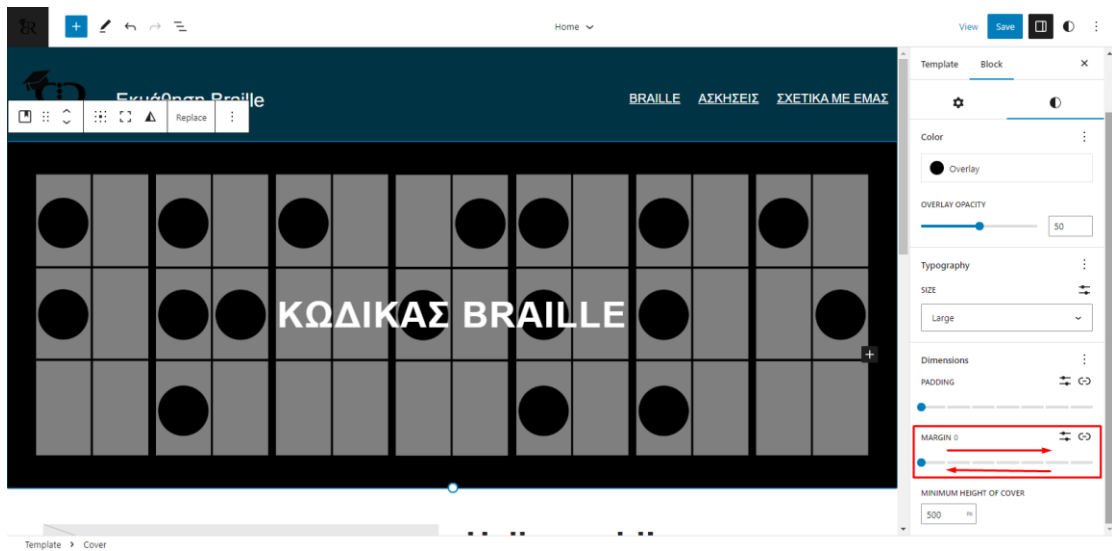 Home
View
Save
Template
Block
Εκμάθηση Braille
BRAILLE
ΑΣΚΗΣΕΙΣ
ΣΧΕΤΙΚΑ ΜΕ ΕΜΑΣ
Replace
ΚΩΔΙΚΑΣ BRAILLE
Color
Overlay
OVERLAY OPACITY
50
Typography
SIZE
Large
Dimensions
PADDING
MARGIN 0
MINIMUM HEIGHT OF COVER
500
PX
Template > Cover